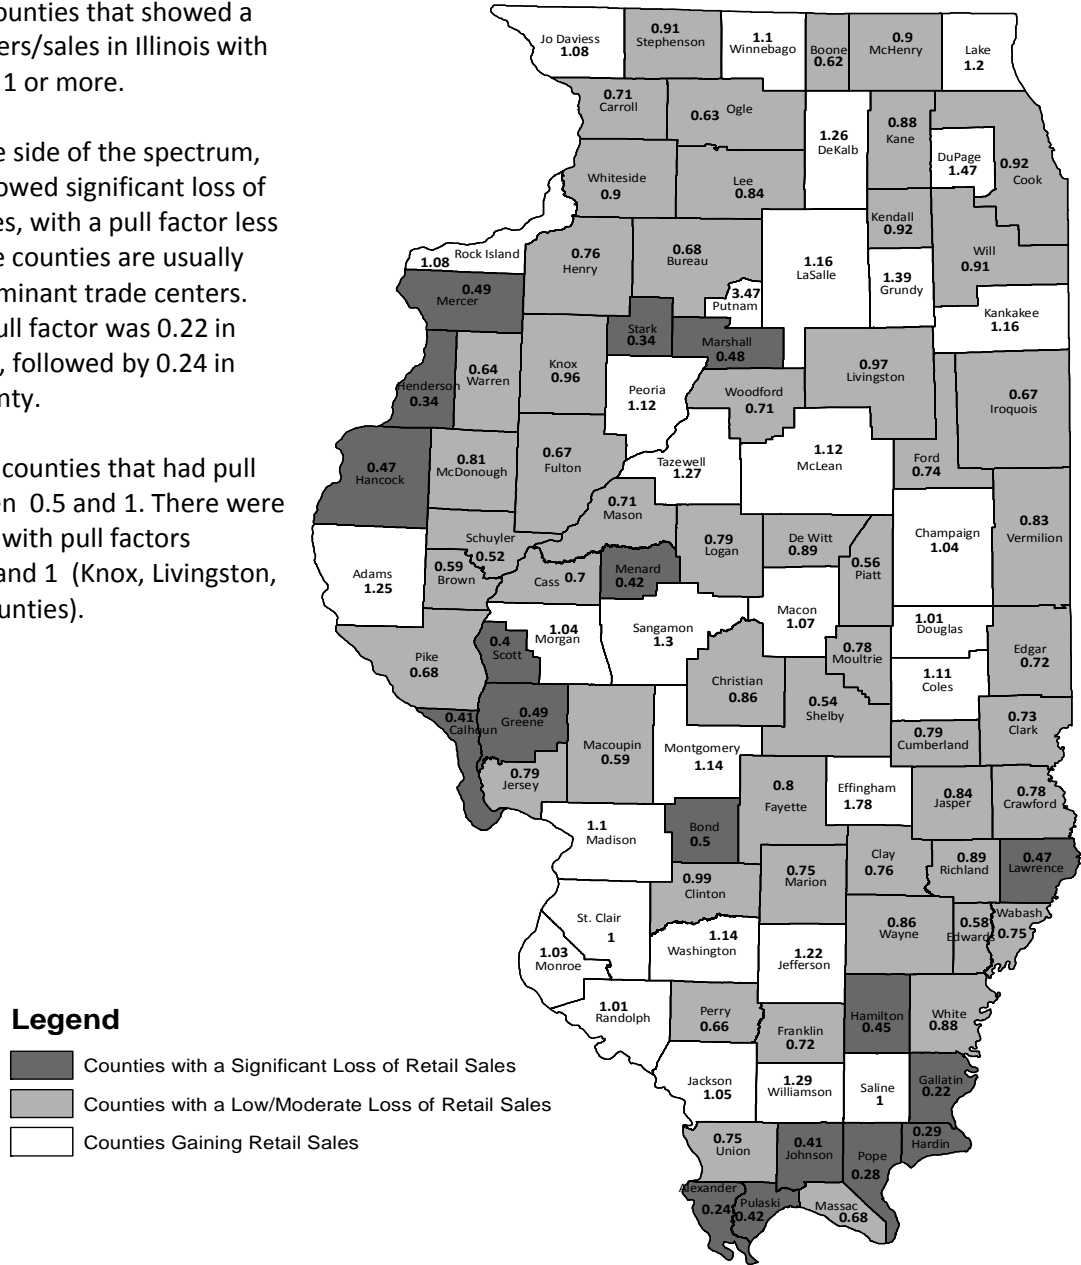 ounties that showed a
ers/sales in Illinois with
1 or more.
e side of the spectrum,
owed significant loss of
es, with a pull factor less
e counties are usually
minant trade centers.
ull factor was 0.22 in
, followed by 0.24 in
nty.
counties that had pull
en 0.5 and 1. There were
with pull factors
and 1 (Knox, Livingston,
ounties).
Jo Daviess
1.08
0.91
Stephenson
1.1
Winnebago
Boone
0.62
0.9
McHenry
Lake
1.2
0.71
Carroll
0.63 Ogle
1.26
DeKalb
0.88
Kane
DuPage
1.47
0.92
Cook
Whiteside
0.9
Lee
0.84
Kendall
0.92
Will
0.91
1.08 Rock Island
0.76
Henry
0.68
Bureau
1.16
LaSalle
1.39
Grundy
Kankakee
1.16
0.49
Mercer
3.47
Putnam
Stark
0.34
Marshall
0.48
Henderson
0.34
0.64
Warren
Knox
0.96
Peoria
1.12
Woodford
0.71
0.97
Livingston
0.67
Iroquois
0.47
Hancock
0.81
McDonough
0.67
Fulton
Tazewell
1.27
1.12
McLean
Ford
0.74
Schuyler
0.52
0.71
Mason
0.79
Logan
De Witt
0.89
0.56
Piatt
Champaign
1.04
0.83
Vermilion
Adams
1.25
0.59
Brown
Cass 0.7
Menard
0.42
Macon
1.07
1.01
Douglas
Pike
0.68
0.4
Scott
1.04
Morgan
Sangamon
1.3
Christian
0.86
0.78
Moultrie
1.11
Coles
Edgar
0.72
0.41
Calhoun
0.49
Greene
Macoupin
0.59
Montgomery
1.14
0.54
Shelby
0.79
Cumberland
0.73
Clark
0.79
Jersey
0.8
Fayette
Effingham
1.78
0.84
Jasper
0.78
Crawford
1.1
Madison
Bond
0.5
0.99
Clinton
0.75
Marion
Clay
0.76
0.89
Richland
0.47
Lawrence
St. Clair
1
1.03
Monroe
1.14
Washington
1.22
Jefferson
0.86
Wayne
0.58
Edwards
Wabash
0.75
1.01
Randolph
Perry
0.66
Franklin
0.72
Hamilton
0.45
White
0.88
Jackson
1.05
1.29
Williamson
Saline
1
Gallatin
0.22
0.75
Union
0.41
Johnson
Pope
0.28
0.29
Hardin
Alexander
0.24
Pulaski
0.42
Massac
0.68
Legend
Counties with a Significant Loss of Retail Sales
Counties with a Low/Moderate Loss of Retail Sales
Counties Gaining Retail Sales